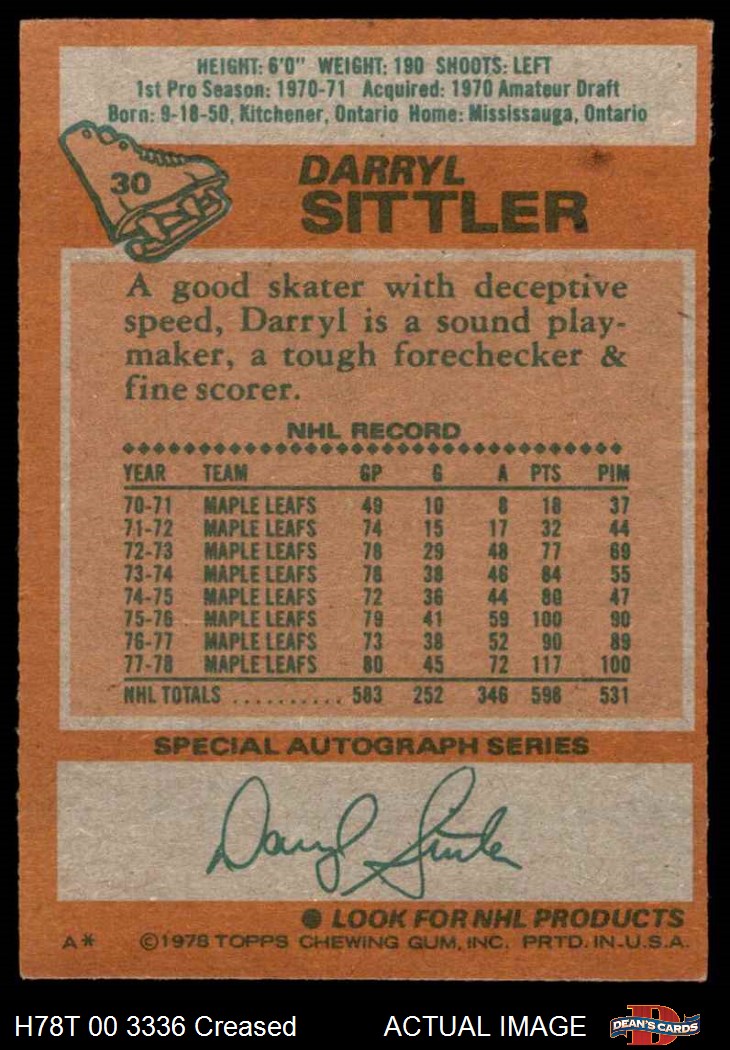 HEIGHT: 6'0" WEIGHT: 190 SHOOTS: LEFT
1st Pro Season: 1970-71 Acquired: 1970 Amateur Draft
Born: 9-18-50, Kitchener, Ontario Home: Mississauga, Ontario
30
DARRYL
SITTLER
A good skater with deceptive
speed, Darryl is a sound play-
maker, a tough forechecker &
fine scorer.
NHL RECORD
YEAR TEAM GP G A PTS PIM
70-71 MAPLE LEAFS 49 10 8 18 37
71-72 MAPLE LEAFS 74 15 17 32 44
72-73 MAPLE LEAFS 78 29 48 77 69
73-74 MAPLE LEAFS 78 38 46 84 55
74-75 MAPLE LEAFS 72 36 44 80 47
75-76 MAPLE LEAFS 79 41 59 100 90
76-77 MAPLE LEAFS 73 38 52 90 89
77-78 MAPLE LEAFS 80 45 72 117 100
NHL TOTALS .......... 583 252 346 598 531
SPECIAL AUTOGRAPH SERIES
Darryl Sittler
● LOOK FOR NHL PRODUCTS
A* ©1978 TOPPS CHEWING GUM, INC. PRTD. IN U.S.A.
H78T 00 3336 Creased ACTUAL IMAGE
D
DEAN'S CARDS